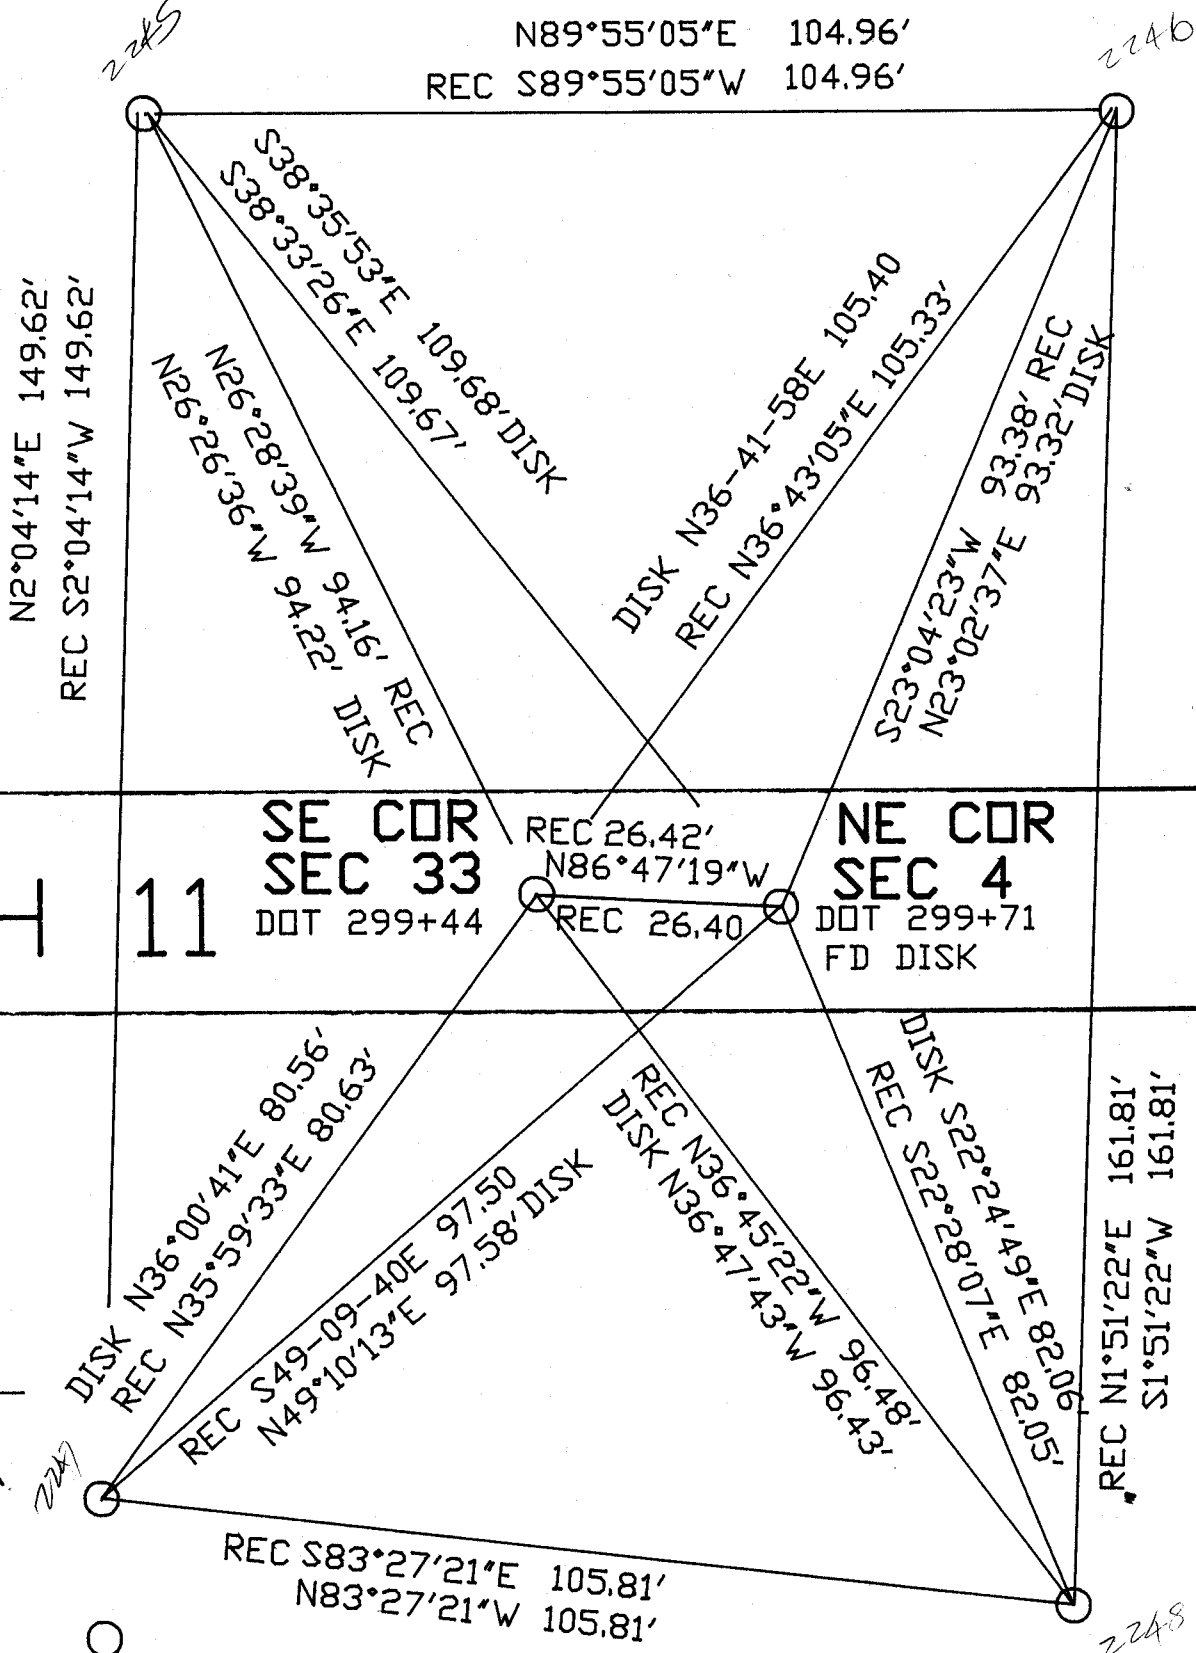 2245
N89°55'05"E 104.96'
REC S89°55'05"W 104.96'
2246
N2°04'14"E 149.62'
REC S2°04'14"W 149.62'
S38°35'53"E 109.68' DISK
S38°33'26"E 109.67'
N26°28'39"W 94.16' REC
N26°26'36"W 94.22' DISK
DISK N36-41-58E 105.40
REC N36°43'05"E 105.33'
S23°04'23"W 93.38' REC
N23°02'37"E 93.32' DISK
SE COR
SEC 33
DOT 299+44
REC 26.42'
N86°47'19"W
REC 26.40
NE COR
SEC 4
DOT 299+71
FD DISK
H 11
DISK N36°00'41"E 80.56'
REC N35°59'33"E 80.63'
REC S49-09-40E 97.50
N49°10'13"E 97.58' DISK
REC N36°45'22"W 96.48'
DISK N36°47'43"W 96.43'
DISK S22°24'49"E 82.06
REC S22°28'07"E 82.05'
REC N1°51'22"E 161.81'
S1°51'22"W 161.81'
2247
REC S83°27'21"E 105.81'
N83°27'21"W 105.81'
2248